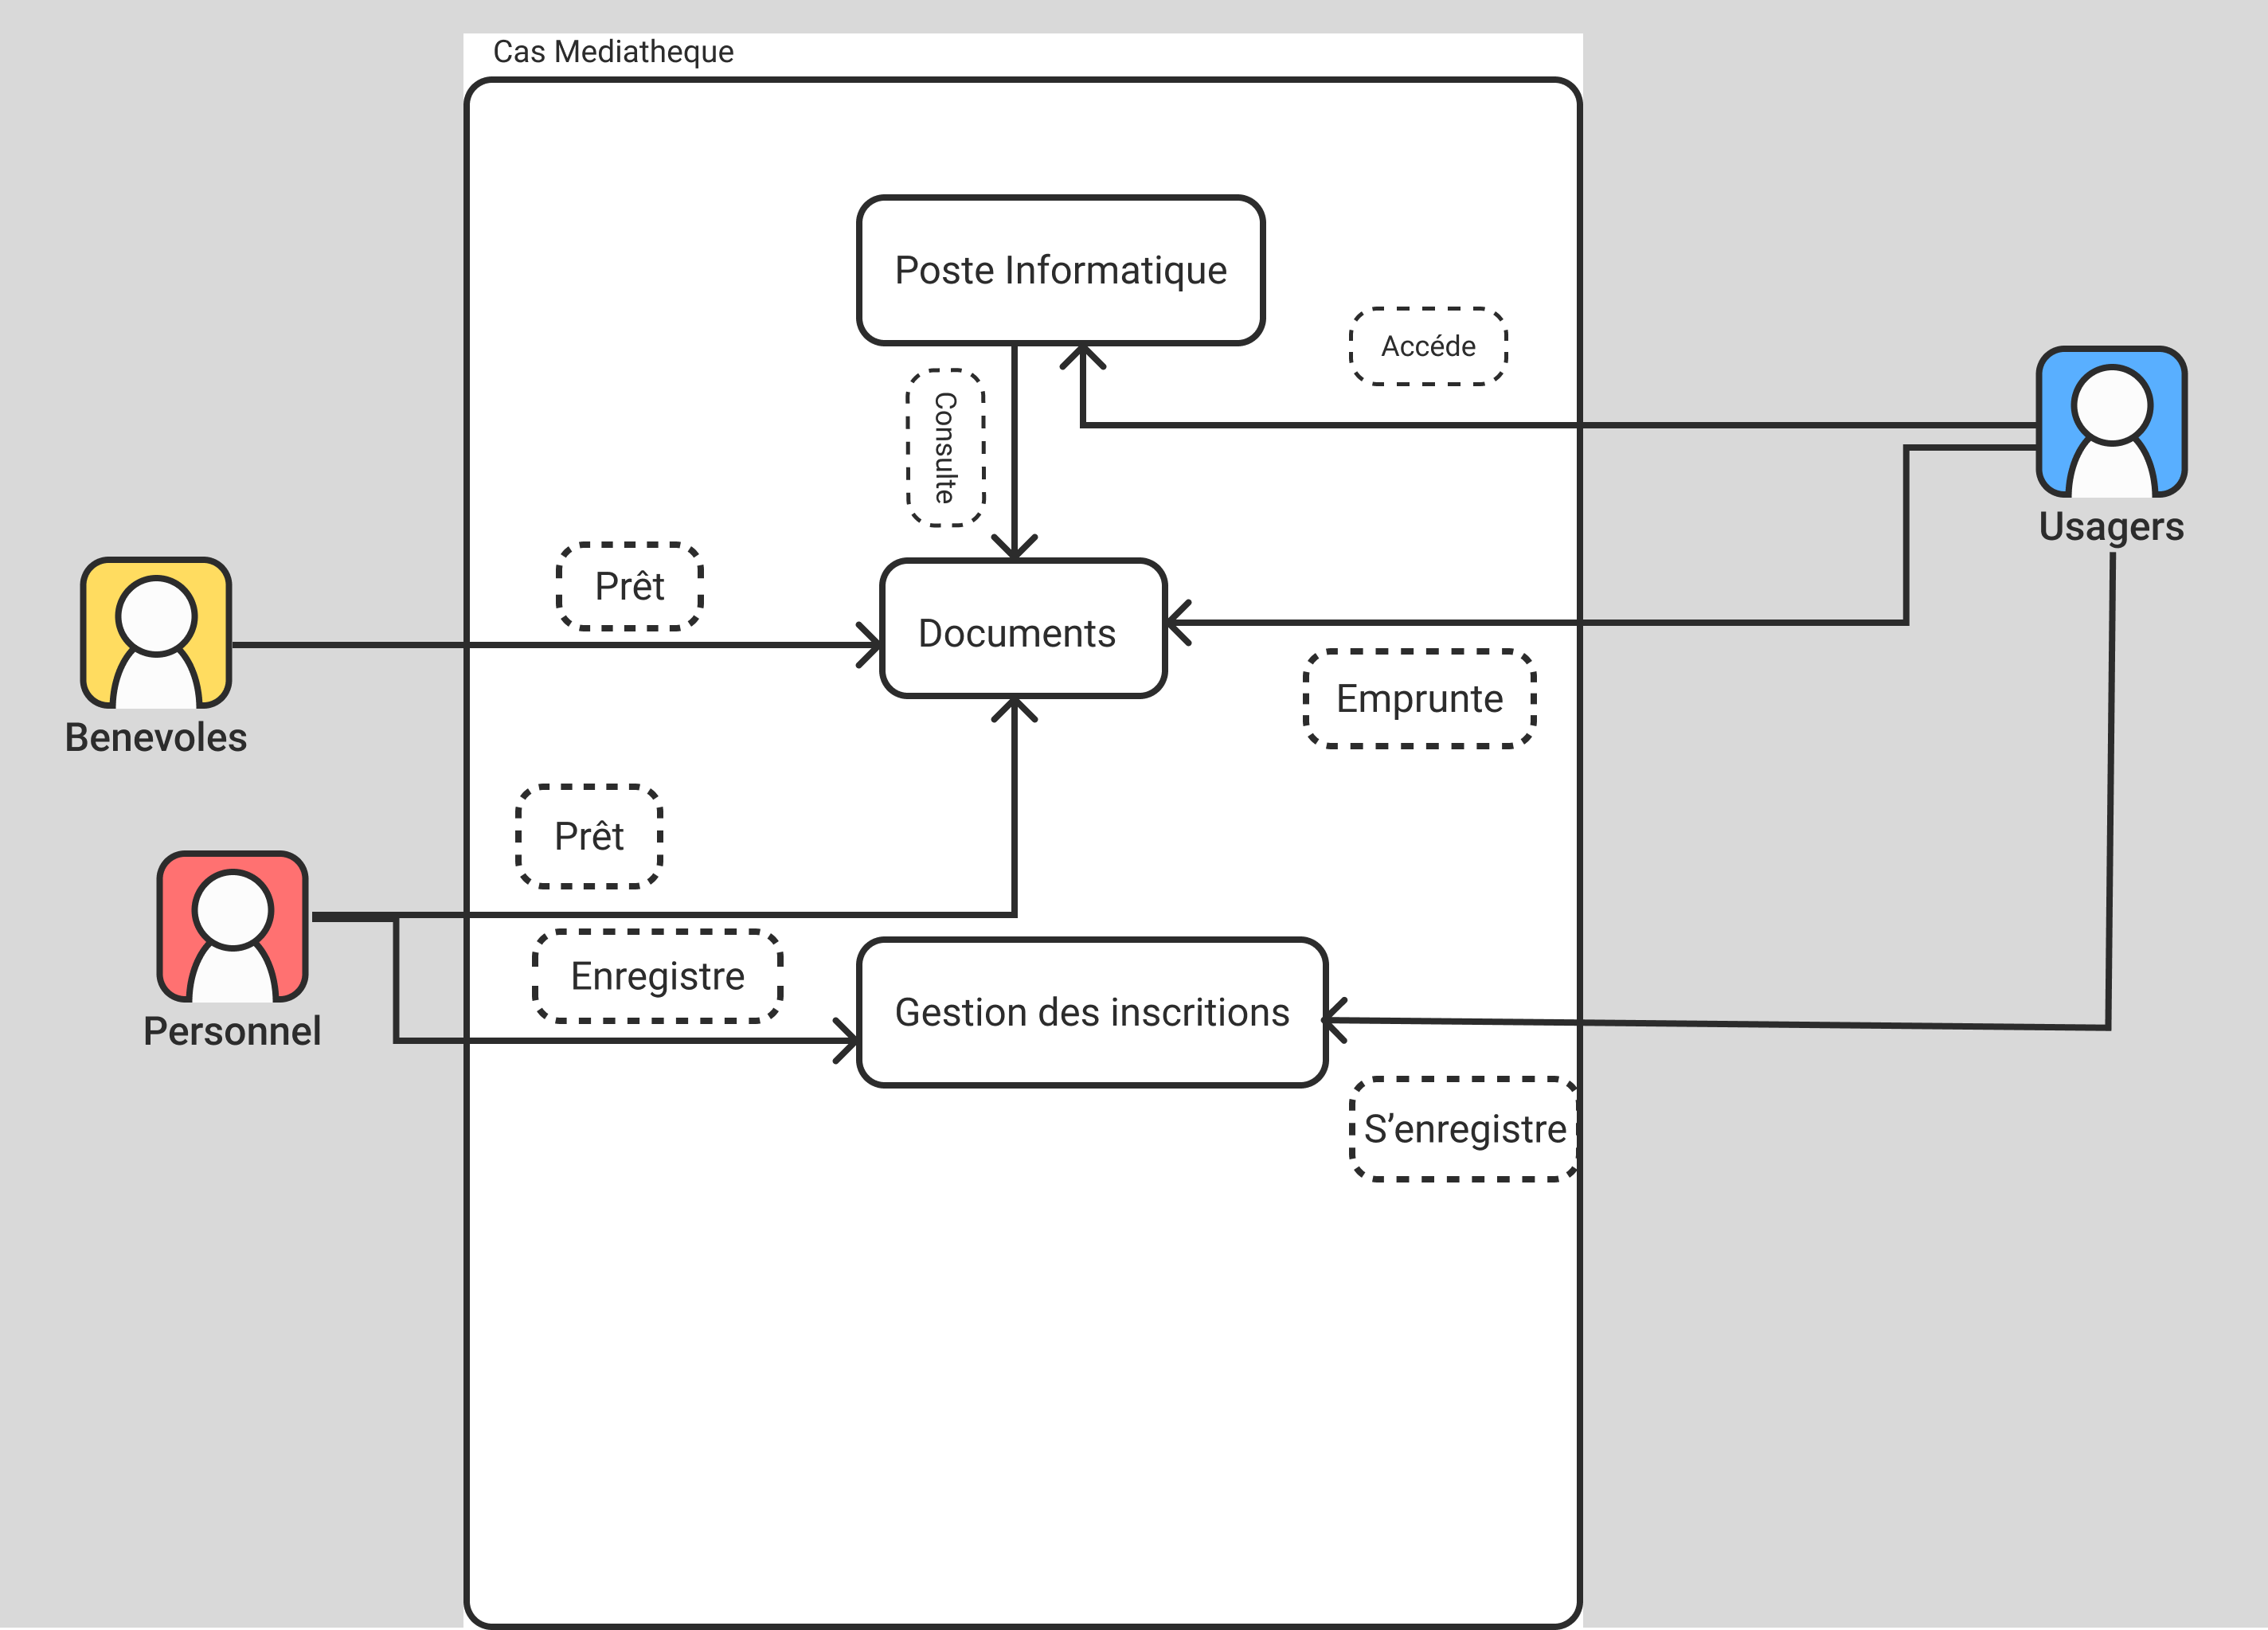 Cas Mediatheque
Poste Informatique
Accéde
Consulte
Usagers
Prêt
Documents
Emprunte
Benevoles
Prêt
Enregistre
Gestion des inscritions
Personnel
S’enregistre